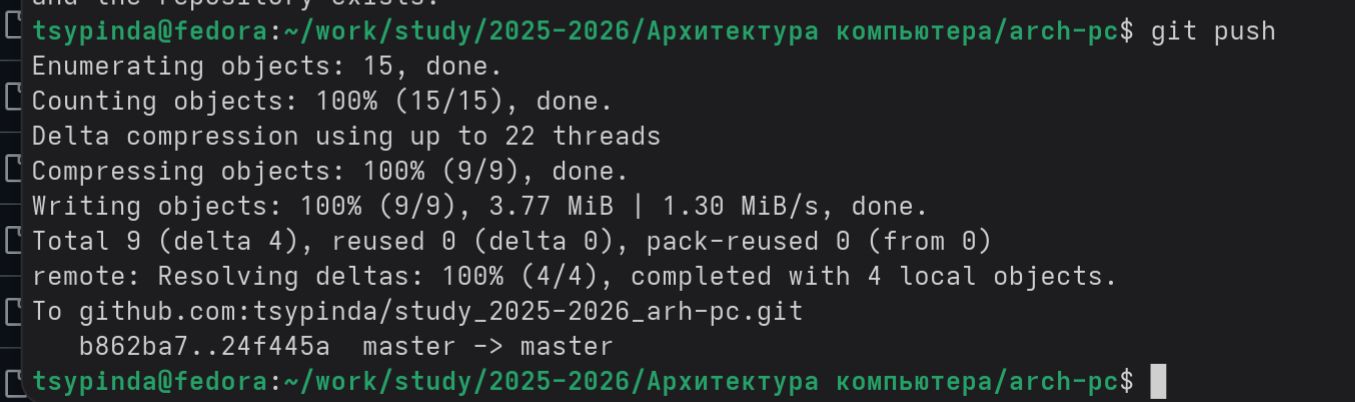 and the repository exists.
tsypinda@fedora:~/work/study/2025-2026/Архитектура компьютера/arch-pc$ git push
Enumerating objects: 15, done.
Counting objects: 100% (15/15), done.
Delta compression using up to 22 threads
Compressing objects: 100% (9/9), done.
Writing objects: 100% (9/9), 3.77 MiB | 1.30 MiB/s, done.
Total 9 (delta 4), reused 0 (delta 0), pack-reused 0 (from 0)
remote: Resolving deltas: 100% (4/4), completed with 4 local objects.
To github.com:tsypinda/study_2025-2026_arh-pc.git
   b862ba7..24f445a  master -> master
tsypinda@fedora:~/work/study/2025-2026/Архитектура компьютера/arch-pc$